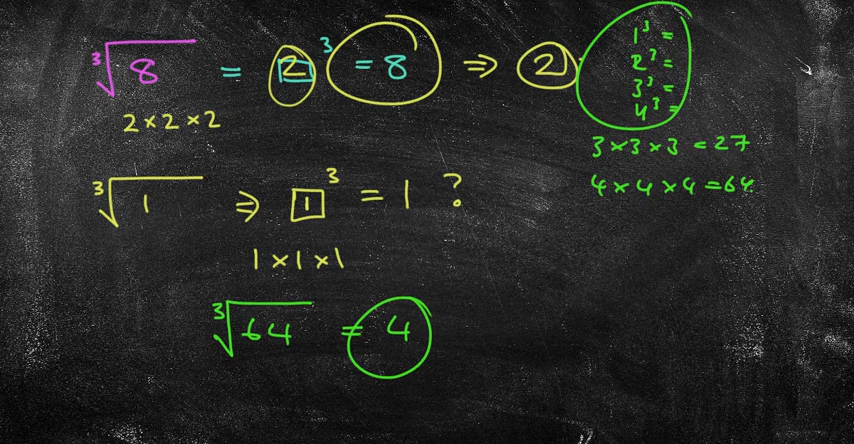 ∛8 = 2³ = 8 ⇒ 2
1³ =
2³ =
3³ =
4³ =
2 × 2 × 2
3 × 3 × 3 = 27
4 × 4 × 4 = 64
∛1 ⇒ 1³ = 1 ?
1 × 1 × 1
∛64 = 4